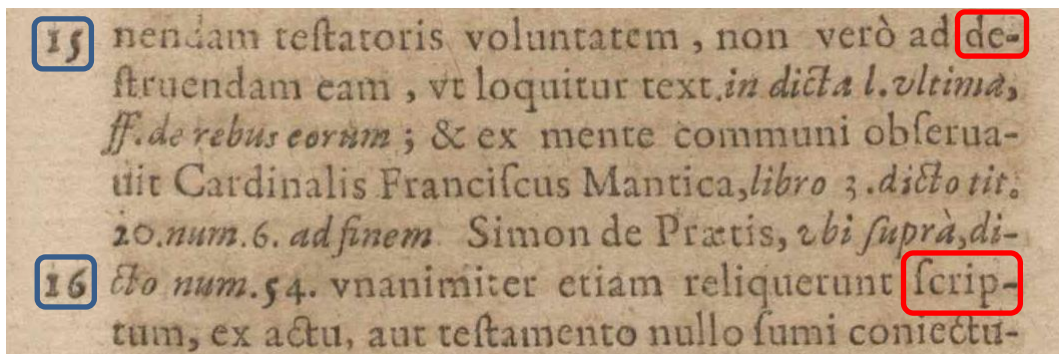 15 nendam teſtatoris voluntatem , non verò ad de-
ſtruendam eam , vt loquitur text.in dicta l.vltima,
ff.de rebus eorum ; & ex mente communi obſerua-
uit Cardinalis Franciſcus Mantica,libro 3.dicto tit.
20.num.6. ad finem Simon de Prætis, vbi ſuprà,di-
16 cto num.54. vnanimiter etiam reliquerunt ſcrip-
tum, ex actu, aut teſtamento nullo ſumi coniectu-